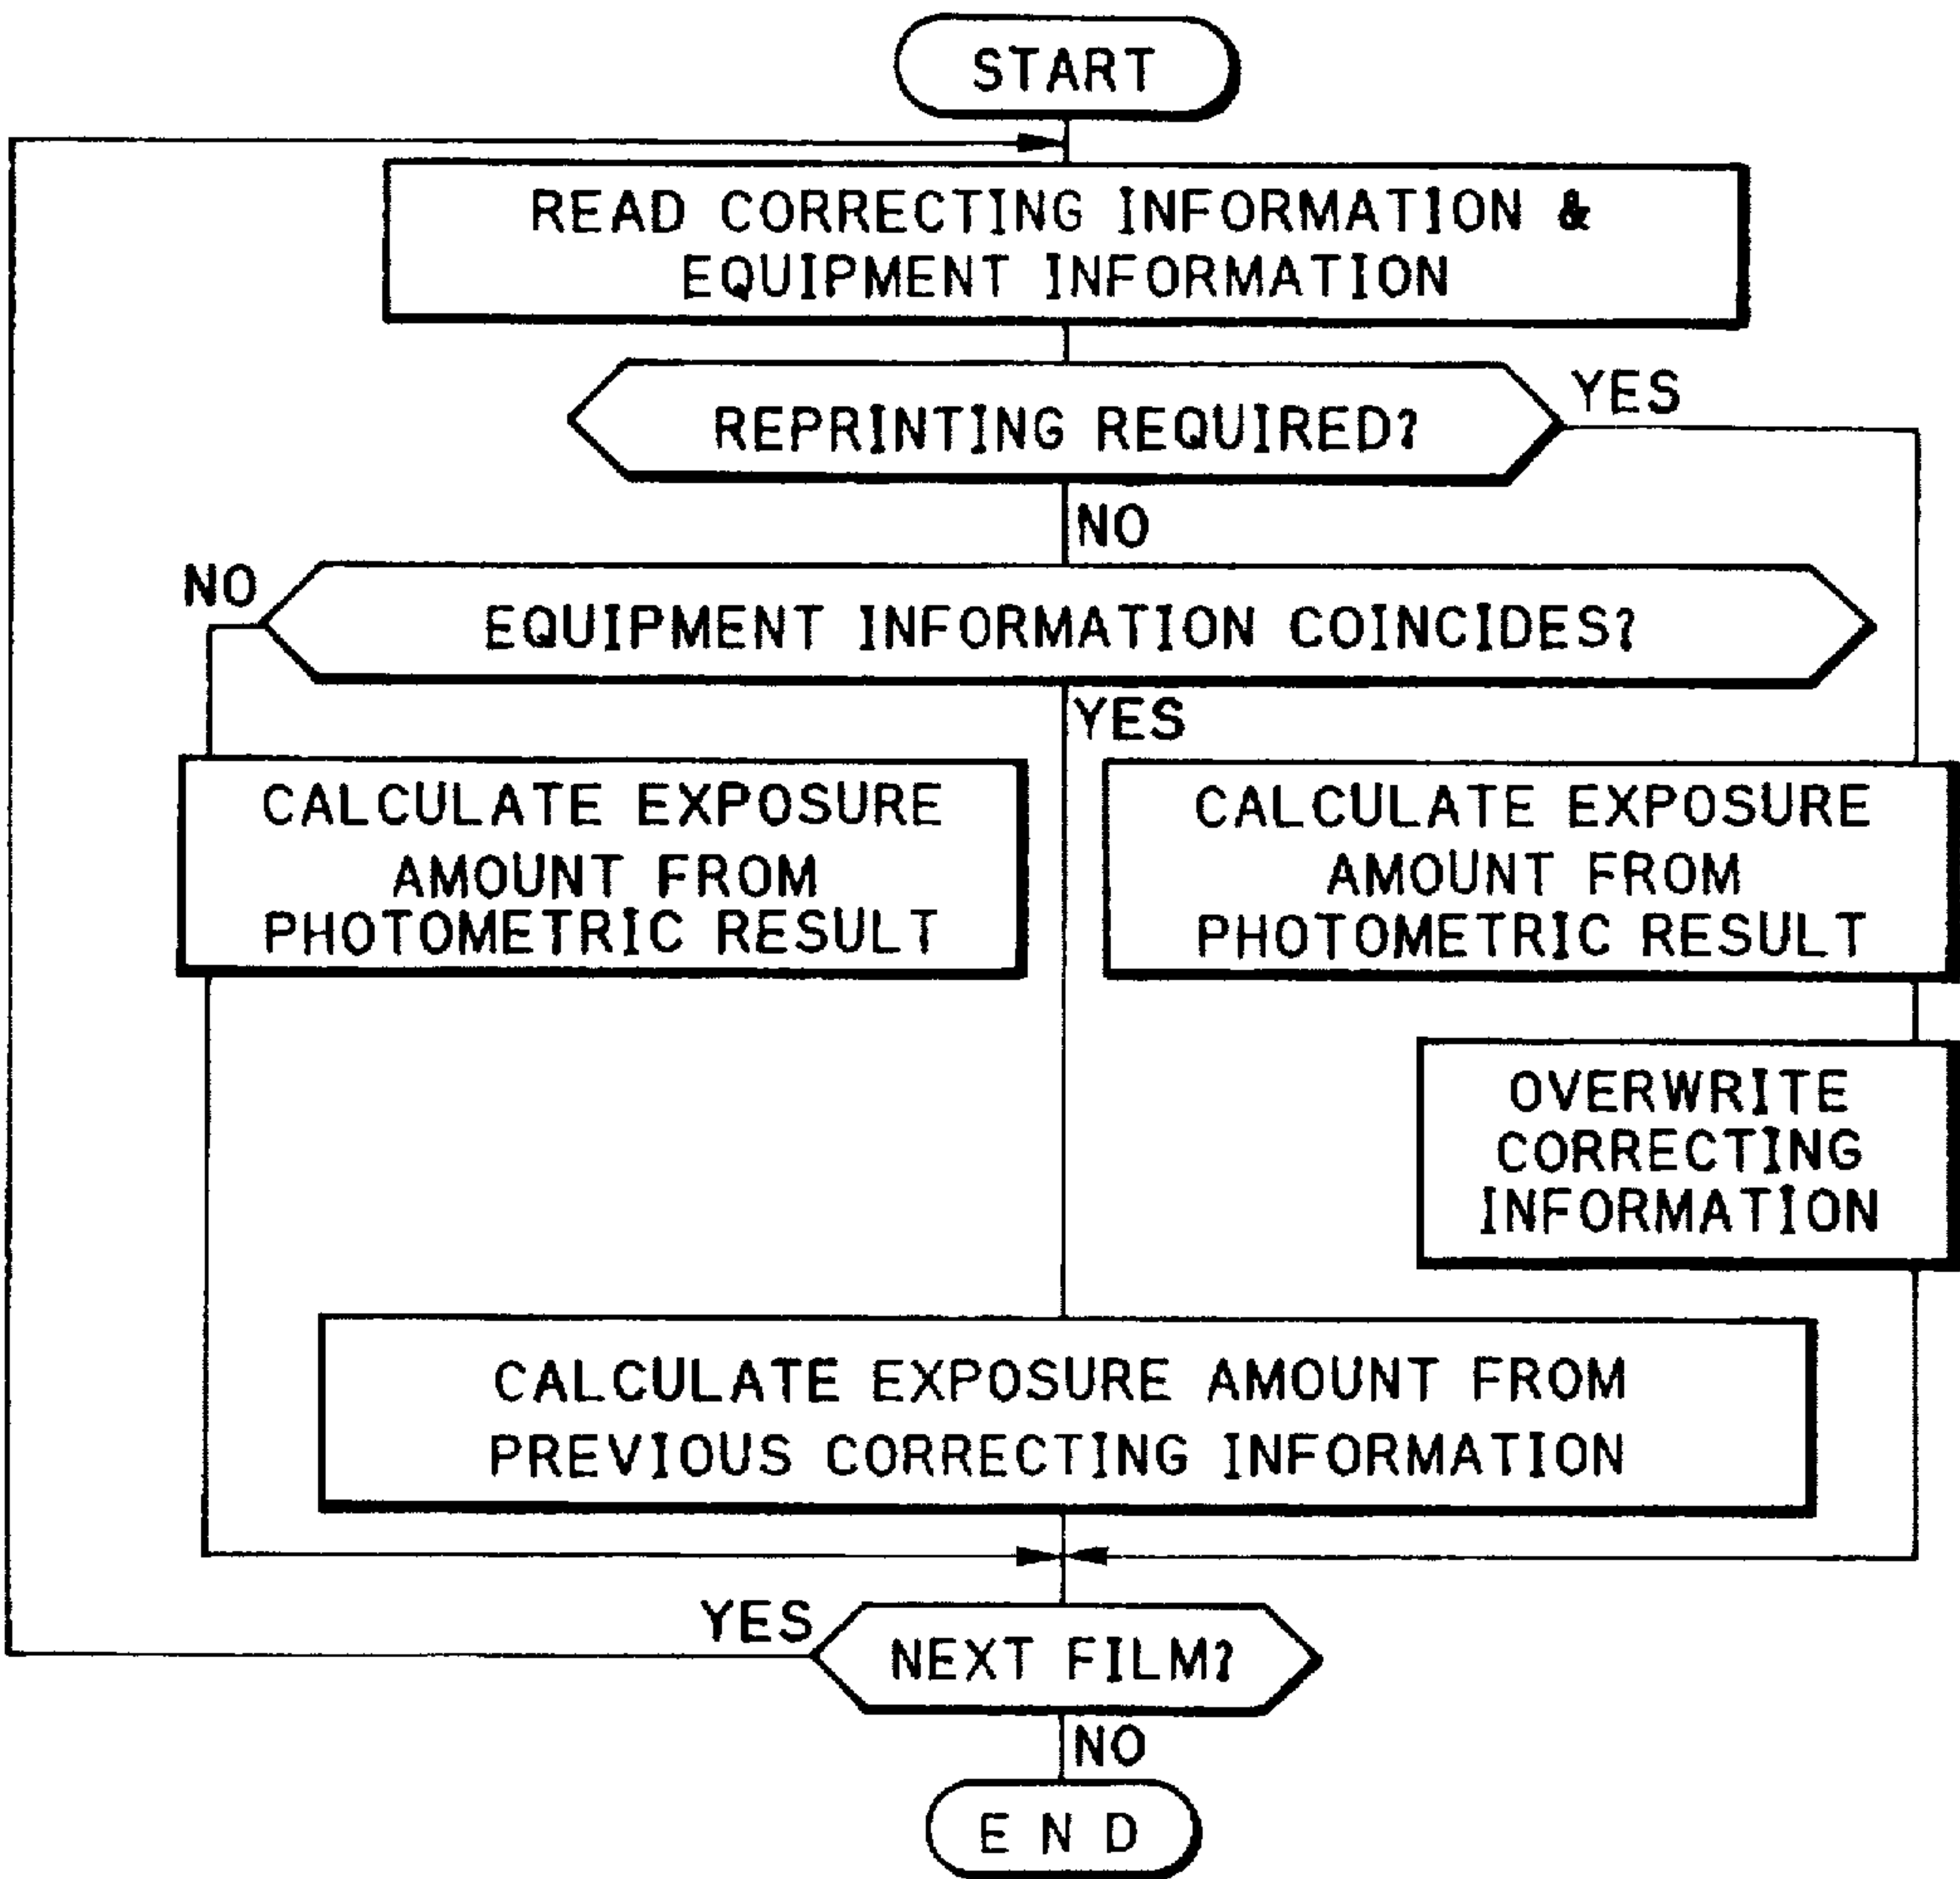 START
READ CORRECTING INFORMATION &
EQUIPMENT INFORMATION
REPRINTING REQUIRED?
YES
NO
NO
EQUIPMENT INFORMATION COINCIDES?
YES
CALCULATE EXPOSURE
AMOUNT FROM
PHOTOMETRIC RESULT
CALCULATE EXPOSURE
AMOUNT FROM
PHOTOMETRIC RESULT
OVERWRITE
CORRECTING
INFORMATION
CALCULATE EXPOSURE AMOUNT FROM
PREVIOUS CORRECTING INFORMATION
YES
NEXT FILM?
NO
END